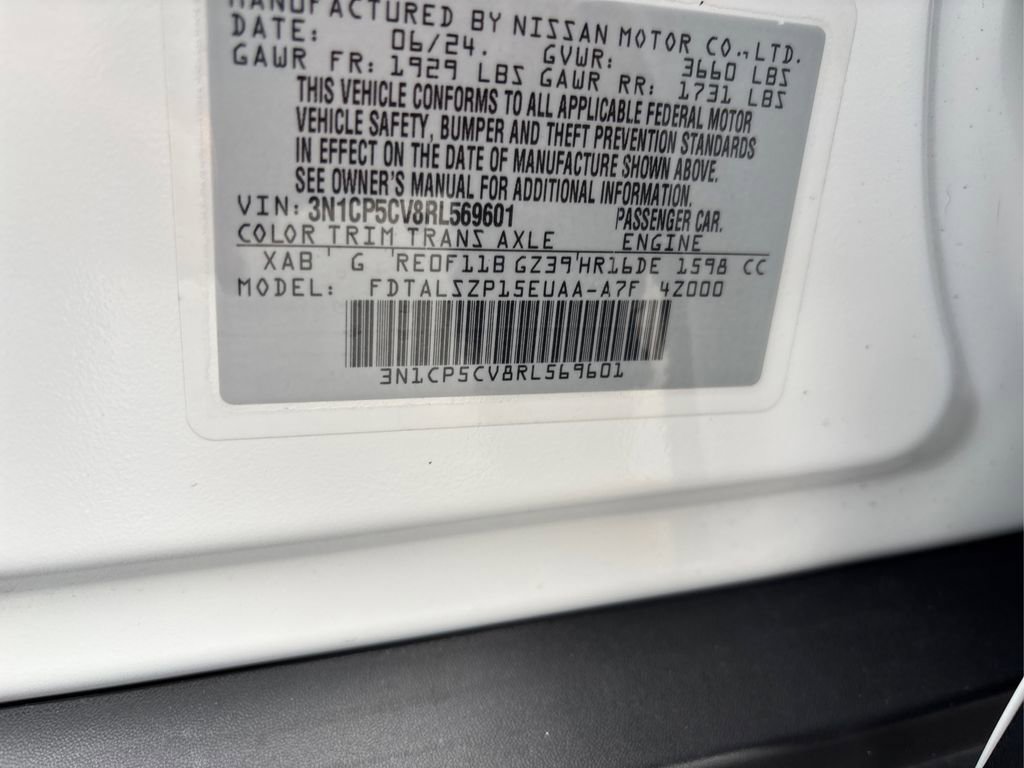 MANUFACTURED BY NISSAN MOTOR CO.,LTD.
DATE: 06/24. GVWR: 3660 LBS
GAWR FR: 1929 LBS GAWR RR: 1731 LBS
THIS VEHICLE CONFORMS TO ALL APPLICABLE FEDERAL MOTOR
VEHICLE SAFETY, BUMPER AND THEFT PREVENTION STANDARDS
IN EFFECT ON THE DATE OF MANUFACTURE SHOWN ABOVE.
SEE OWNER'S MANUAL FOR ADDITIONAL INFORMATION.
VIN: 3N1CP5CV8RL569601 PASSENGER CAR.
COLOR TRIM TRANS AXLE ENGINE
XAB G RE0F11B GZ39 HR16DE 1598 CC
MODEL: FDTALSZP15EUAA-A7F 4Z000
3N1CP5CV8RL569601